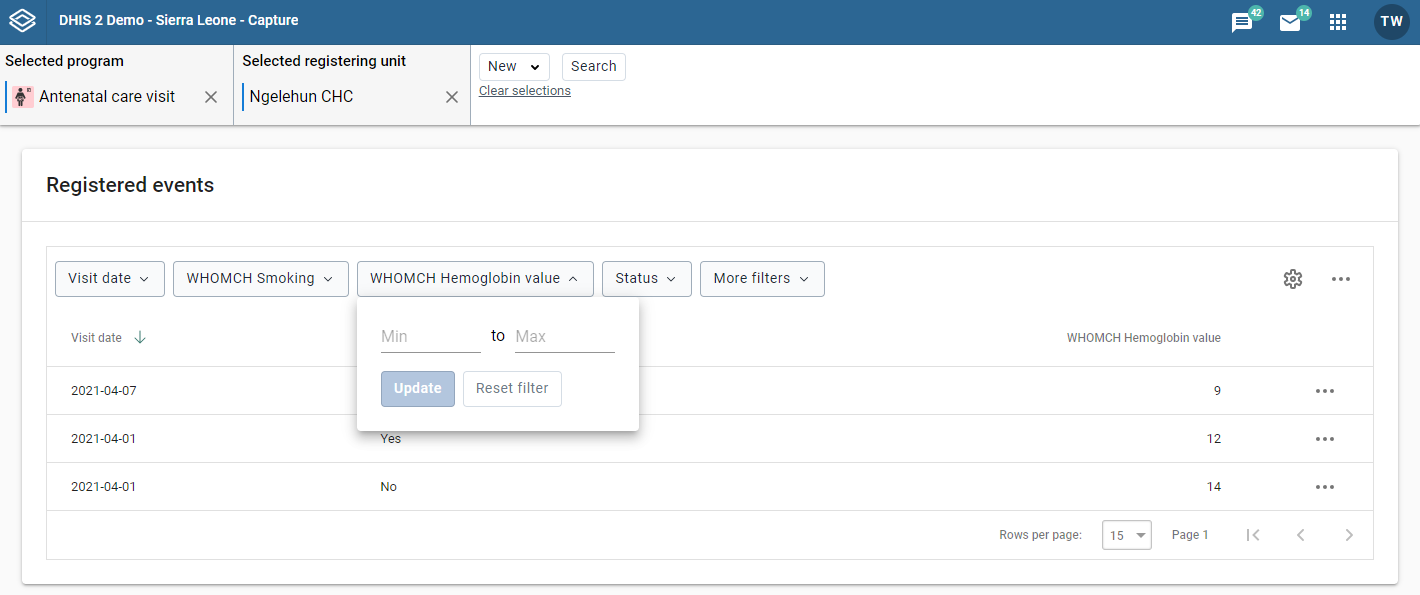 DHIS 2 Demo - Sierra Leone - Capture
42
14
TW
Selected program
Antenatal care visit
Selected registering unit
Ngelehun CHC
New
Search
Clear selections
Registered events
Visit date
WHOMCH Smoking
WHOMCH Hemoglobin value
Status
More filters
Min to Max
Update
Reset filter
Visit date
WHOMCH Hemoglobin value
2021-04-07 9
2021-04-01 Yes 12
2021-04-01 No 14
Rows per page: 15 Page 1